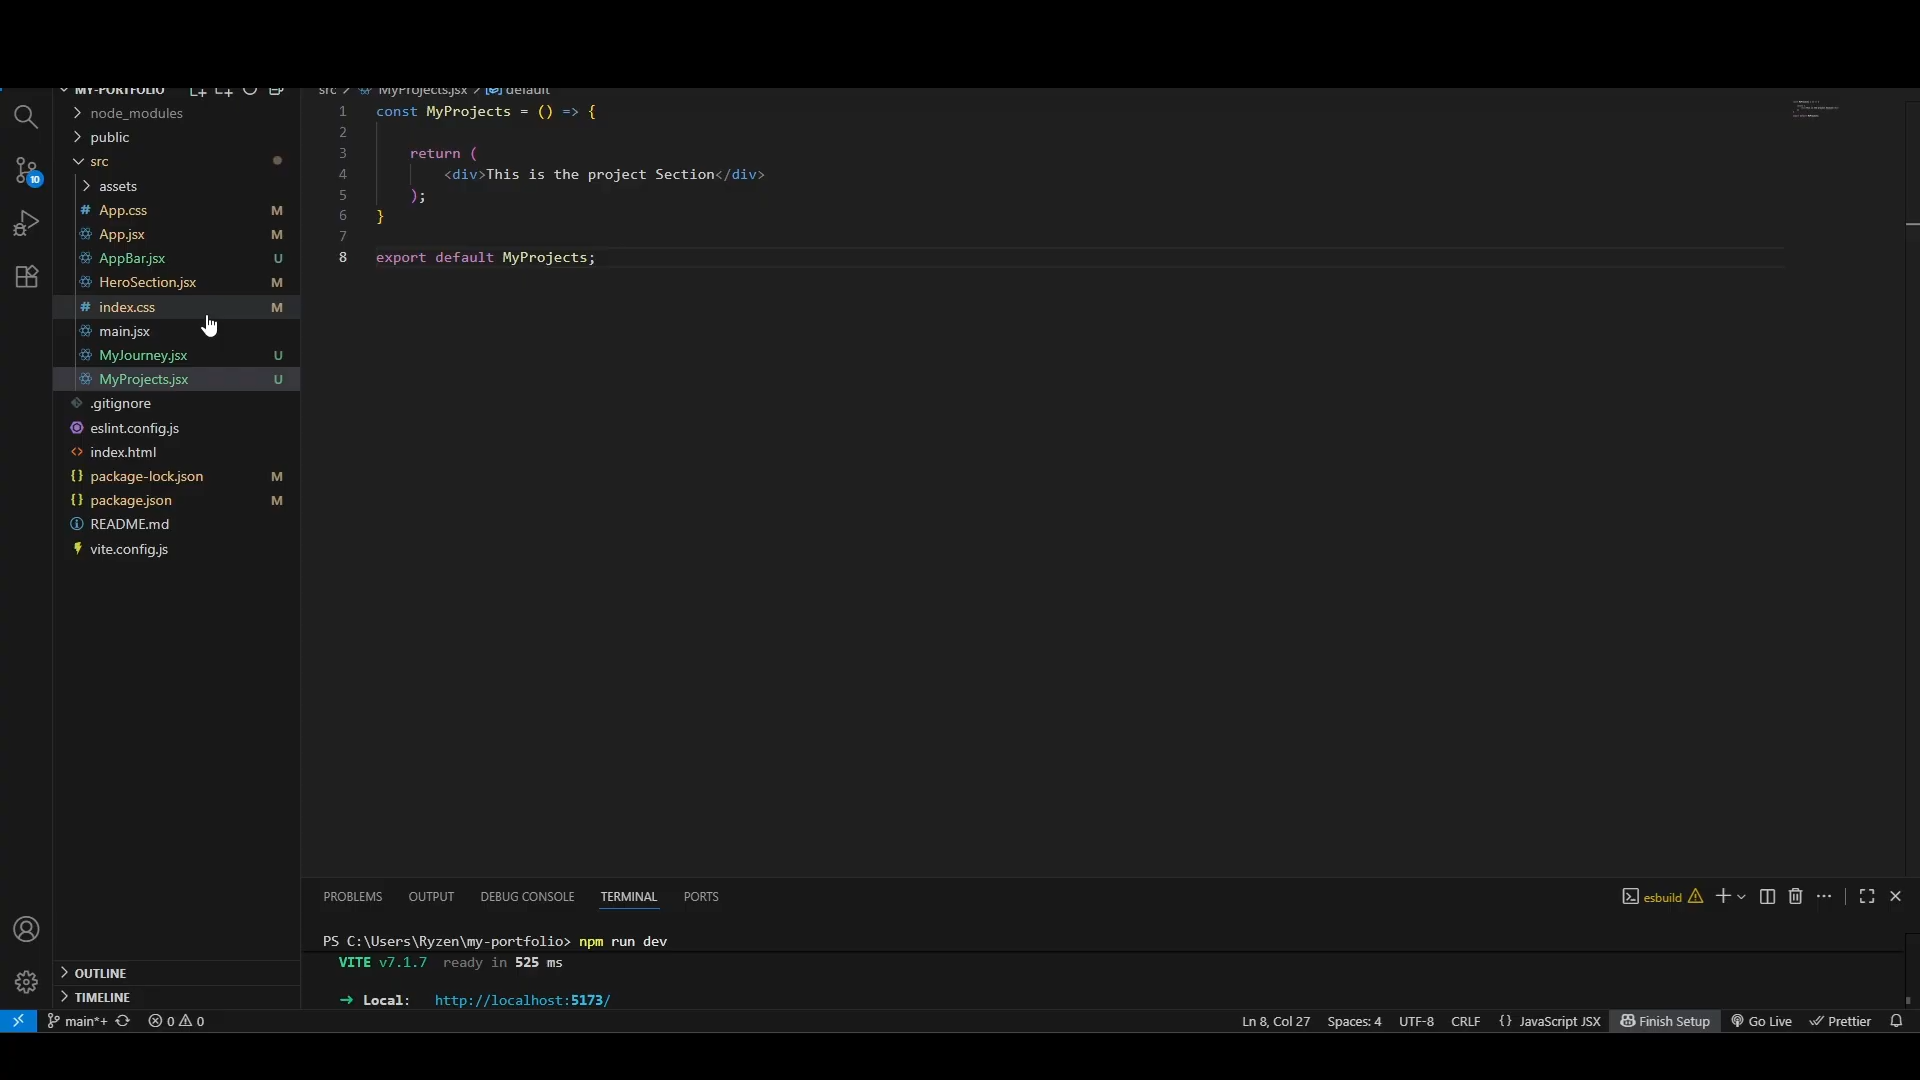 MY-PORTFOLIO
node_modules
public
src
assets
# App.css M
App.jsx M
AppBar.jsx U
HeroSection.jsx M
# index.css M
main.jsx
MyJourney.jsx U
MyProjects.jsx U
.gitignore
eslint.config.js
<> index.html
{} package-lock.json M
{} package.json M
README.md
vite.config.js
OUTLINE
TIMELINE
10
src > MyProjects.jsx > default
1 const MyProjects = () => {
2
3 return (
4 <div>This is the project Section</div>
5 );
6 }
7
8 export default MyProjects;
PROBLEMS OUTPUT DEBUG CONSOLE TERMINAL PORTS esbuild
PS C:\Users\Ryzen\my-portfolio> npm run dev
VITE v7.1.7 ready in 525 ms
➜ Local: http://localhost:5173/
main*+ 0 0 Ln 8, Col 27 Spaces: 4 UTF-8 CRLF {} JavaScript JSX Finish Setup Go Live Prettier